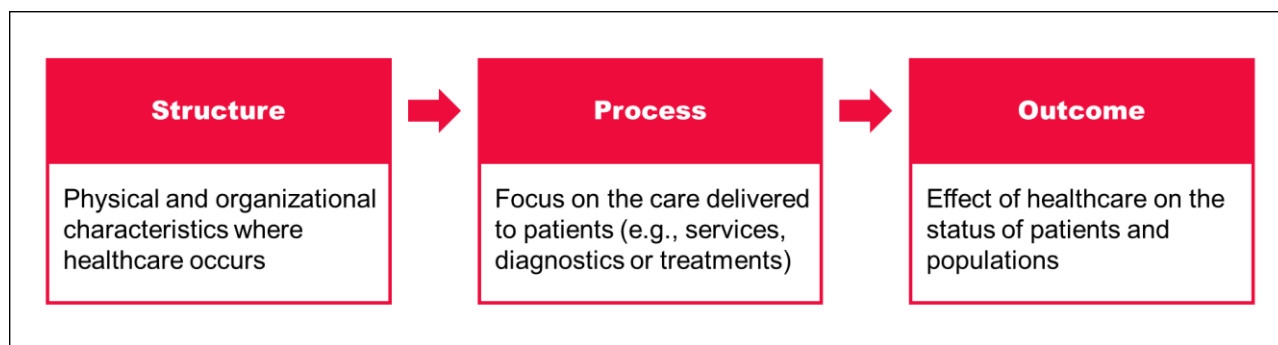 Structure
Physical and organizational
characteristics where
healthcare occurs
Process
Focus on the care delivered
to patients (e.g., services,
diagnostics or treatments)
Outcome
Effect of healthcare on the
status of patients and
populations